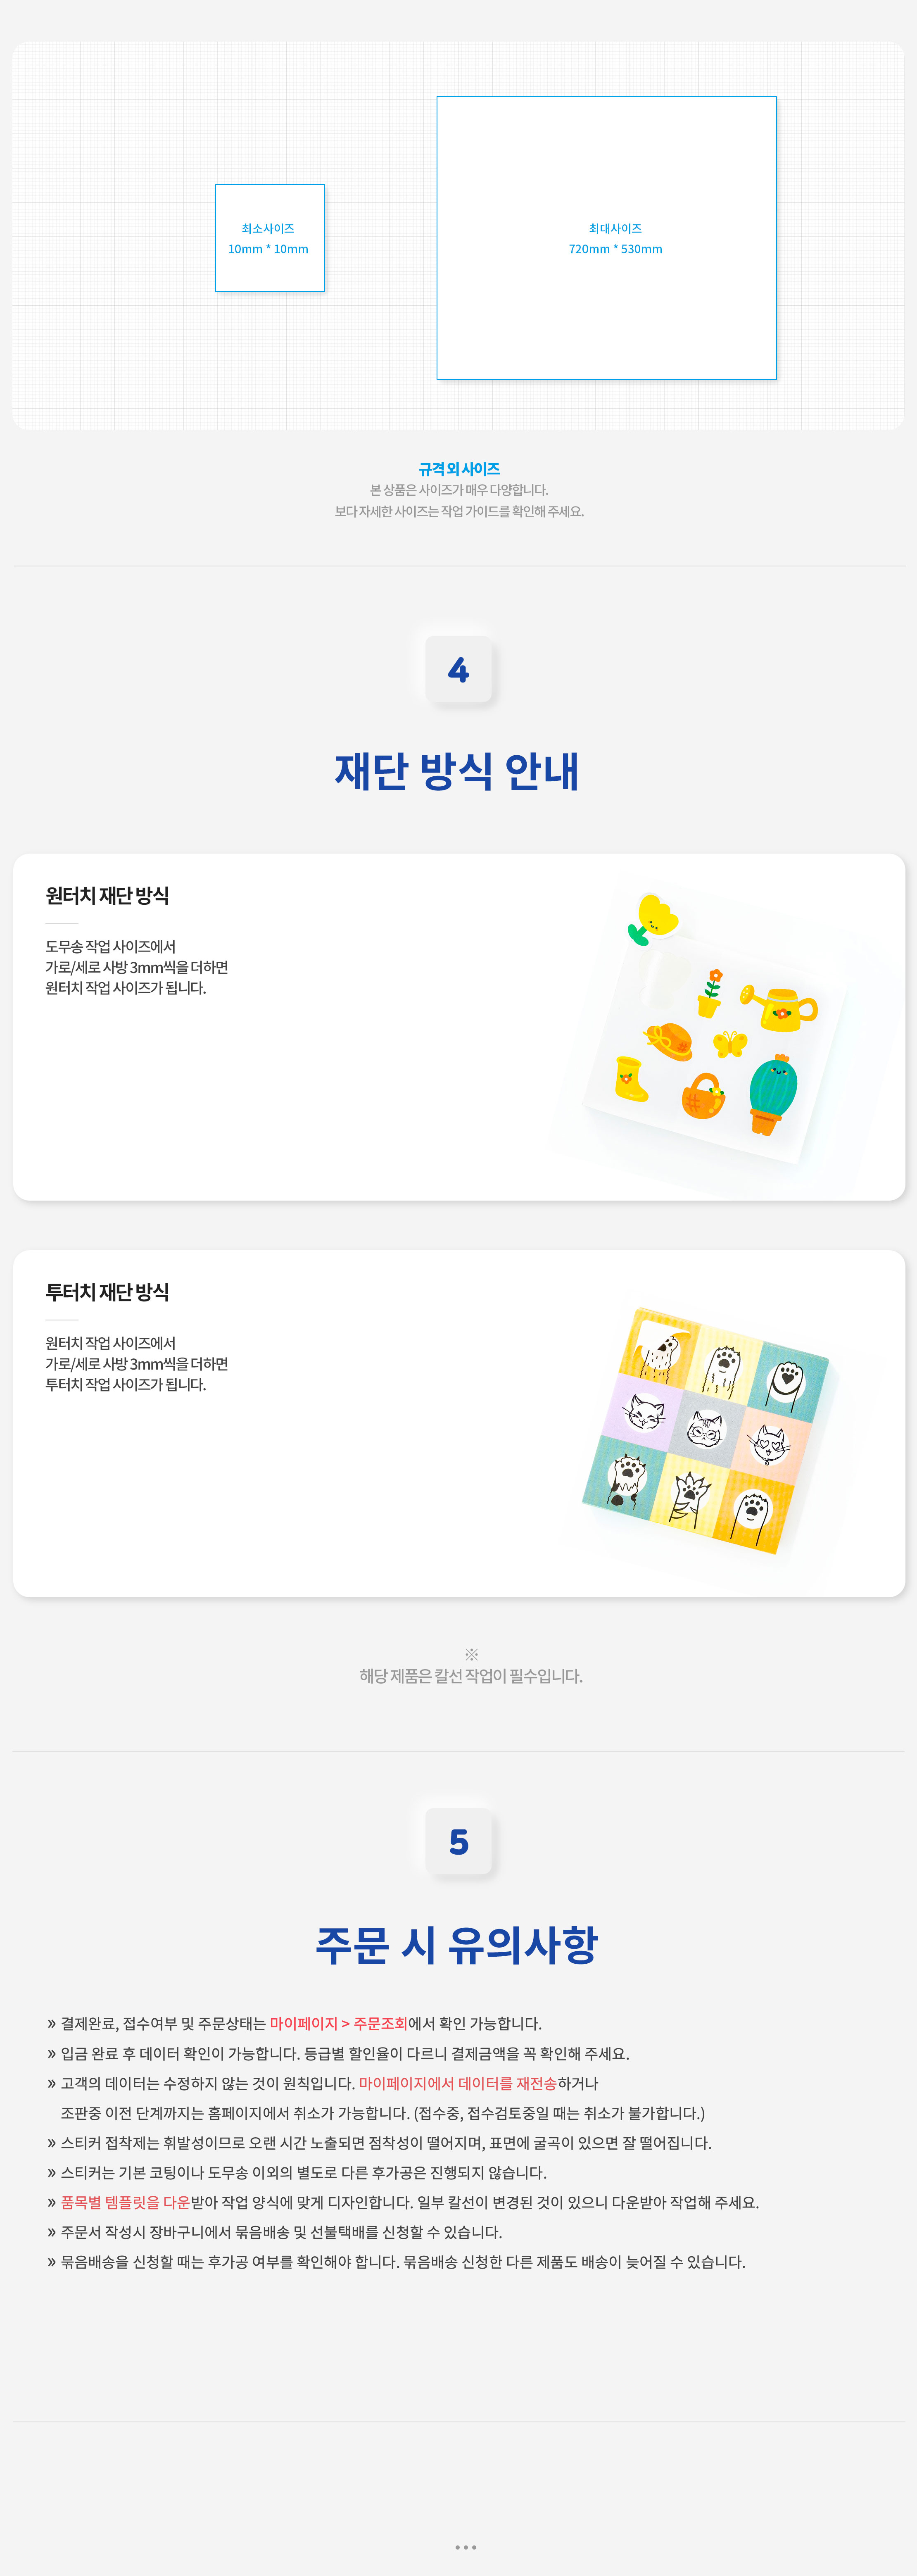 최소사이즈
10mm * 10mm
최대사이즈
720mm * 530mm
규격 외 사이즈
본 상품은 사이즈가 매우 다양합니다.
보다 자세한 사이즈는 작업 가이드를 확인해 주세요.
4
재단 방식 안내
원터치 재단 방식
도무송 작업 사이즈에서
가로/세로 사방 3mm씩을 더하면
원터치 작업 사이즈가 됩니다.
투터치 재단 방식
원터치 작업 사이즈에서
가로/세로 사방 3mm씩을 더하면
투터치 작업 사이즈가 됩니다.
※
해당 제품은 칼선 작업이 필수입니다.
5
주문 시 유의사항
» 결제완료, 접수여부 및 주문상태는 마이페이지 > 주문조회에서 확인 가능합니다.
» 입금 완료 후 데이터 확인이 가능합니다. 등급별 할인율이 다르니 결제금액을 꼭 확인해 주세요.
» 고객의 데이터는 수정하지 않는 것이 원칙입니다. 마이페이지에서 데이터를 재전송하거나
조판중 이전 단계까지는 홈페이지에서 취소가 가능합니다. (접수중, 접수검토중일 때는 취소가 불가합니다.)
» 스티커 접착제는 휘발성이므로 오랜 시간 노출되면 점착성이 떨어지며, 표면에 굴곡이 있으면 잘 떨어집니다.
» 스티커는 기본 코팅이나 도무송 이외의 별도로 다른 후가공은 진행되지 않습니다.
» 품목별 템플릿을 다운받아 작업 양식에 맞게 디자인합니다. 일부 칼선이 변경된 것이 있으니 다운받아 작업해 주세요.
» 주문서 작성시 장바구니에서 묶음배송 및 선불택배를 신청할 수 있습니다.
» 묶음배송을 신청할 때는 후가공 여부를 확인해야 합니다. 묶음배송 신청한 다른 제품도 배송이 늦어질 수 있습니다.